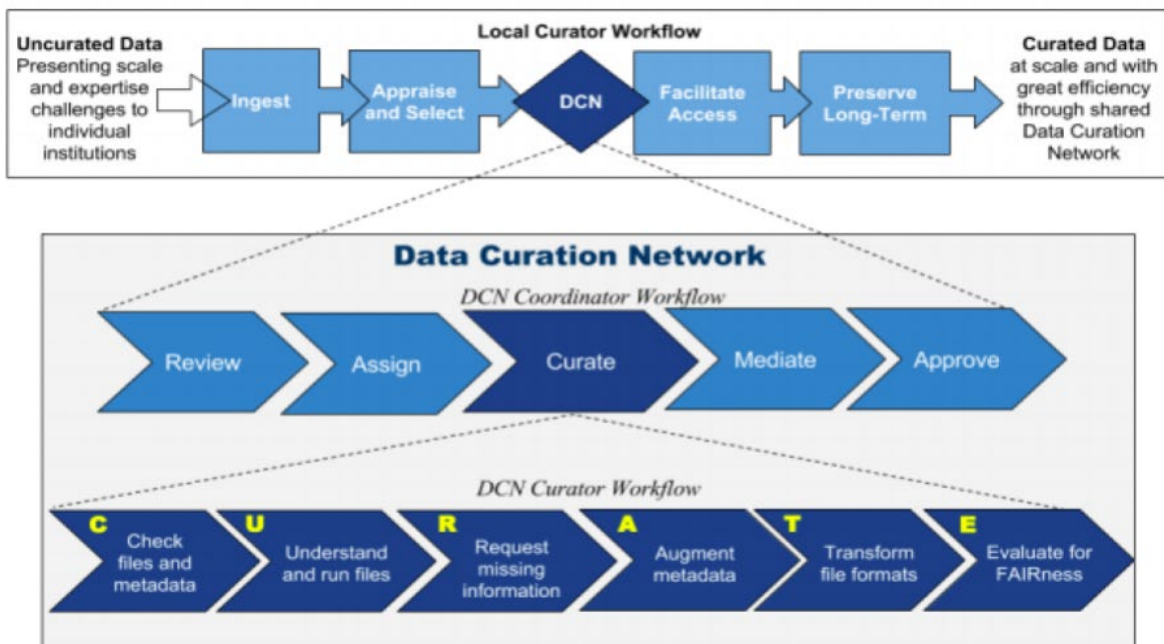 Local Curator Workflow
Uncurated Data
Presenting scale
and expertise
challenges to
individual
institutions
Ingest
Appraise
and Select
DCN
Facilitate
Access
Preserve
Long-Term
Curated Data
at scale and with
great efficiency
through shared
Data Curation
Network
Data Curation Network
DCN Coordinator Workflow
Review
Assign
Curate
Mediate
Approve
DCN Curator Workflow
C
Check
files and
metadata
U
Understand
and run files
R
Request
missing
information
A
Augment
metadata
T
Transform
file formats
E
Evaluate for
FAIRness